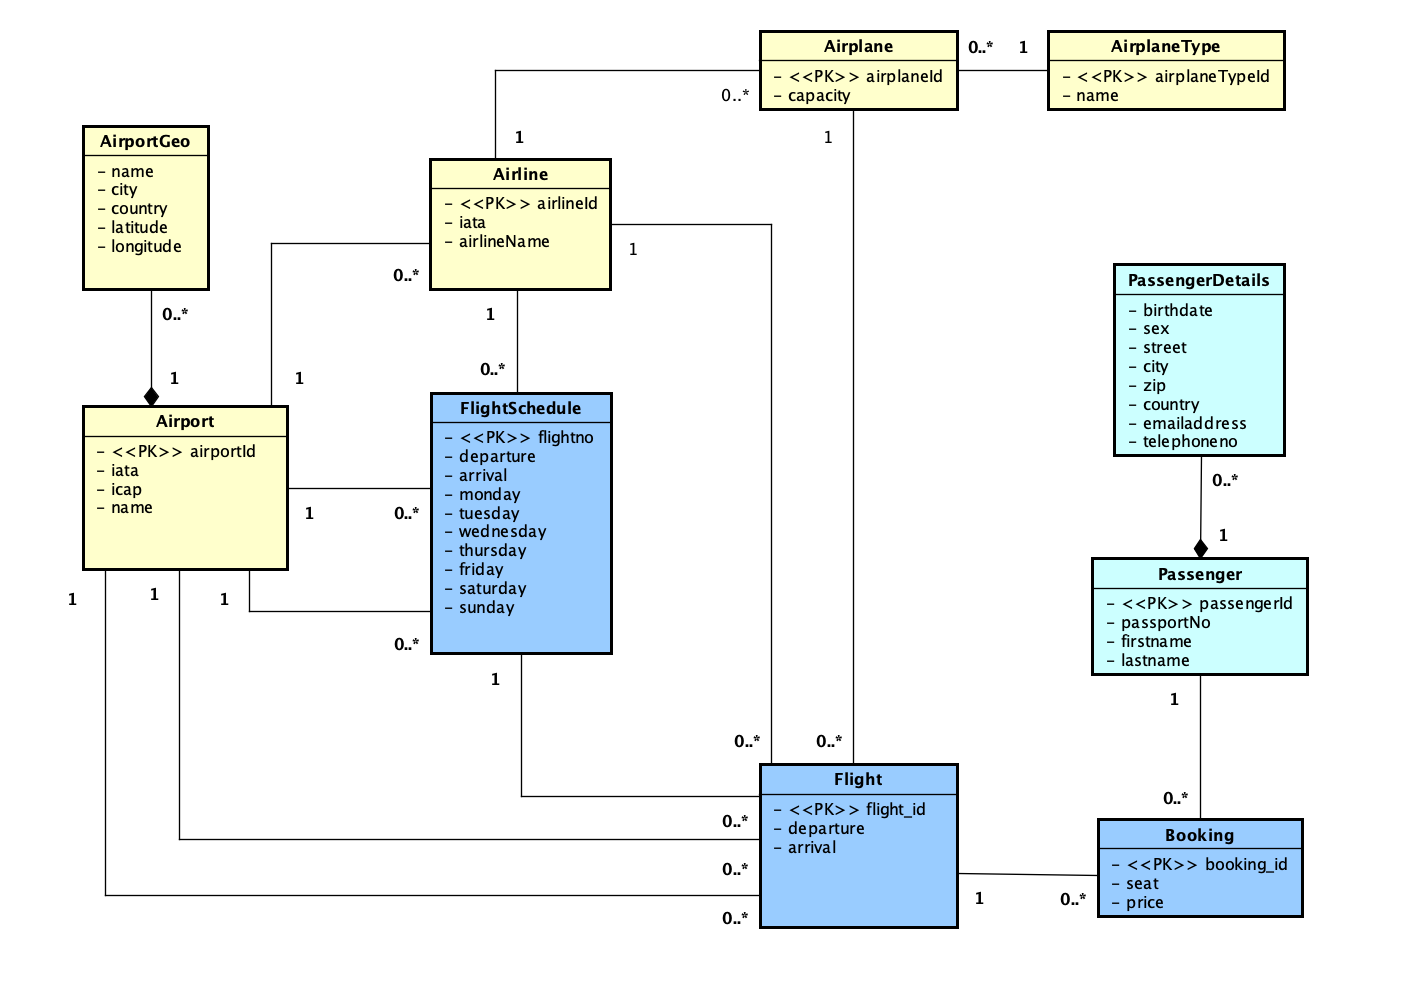 Airplane
- <<PK>> airplaneId
- capacity
0..*
1
AirplaneType
- <<PK>> airplaneTypeId
- name
0..*
1
1
AirportGeo
- name
- city
- country
- latitude
- longitude
0..*
1
Airline
- <<PK>> airlineId
- iata
- airlineName
1
0..*
1
1
0..*
PassengerDetails
- birthdate
- sex
- street
- city
- zip
- country
- emailaddress
- telephoneno
0..*
1
Airport
- <<PK>> airportId
- iata
- icap
- name
1
0..*
1
1
1
0..*
FlightSchedule
- <<PK>> flightno
- departure
- arrival
- monday
- tuesday
- wednesday
- thursday
- friday
- saturday
- sunday
1
Passenger
- <<PK>> passengerId
- passportNo
- firstname
- lastname
1
0..*
0..*
0..*
Flight
- <<PK>> flight_id
- departure
- arrival
0..*
0..*
0..*
1
0..*
Booking
- <<PK>> booking_id
- seat
- price